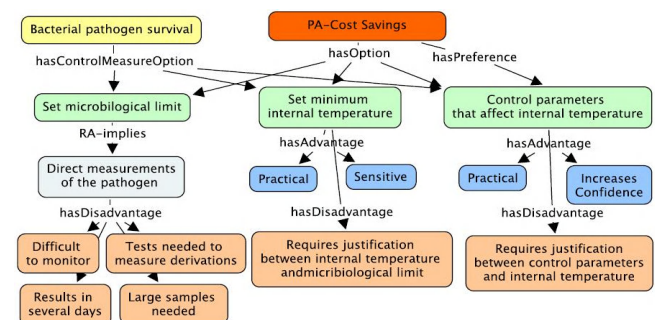 Bacterial pathogen survival
PA-Cost Savings
hasControlMeasureOption
hasOption
hasPreference
Set microbilogical limit
Set minimum
internal temperature
Control parameters
that affect internal temperature
RA-implies
hasAdvantage
hasAdvantage
Direct measurements
of the pathogen
Practical
Sensitive
Practical
Increases
Confidence
hasDisadvantage
hasDisadvantage
hasDisadvantage
Difficult
to monitor
Tests needed to
measure derivations
Requires justification
between internal temperature
andmicribiological limit
Requires justification
between control parameters
and internal temperature
Results in
several days
Large samples
needed